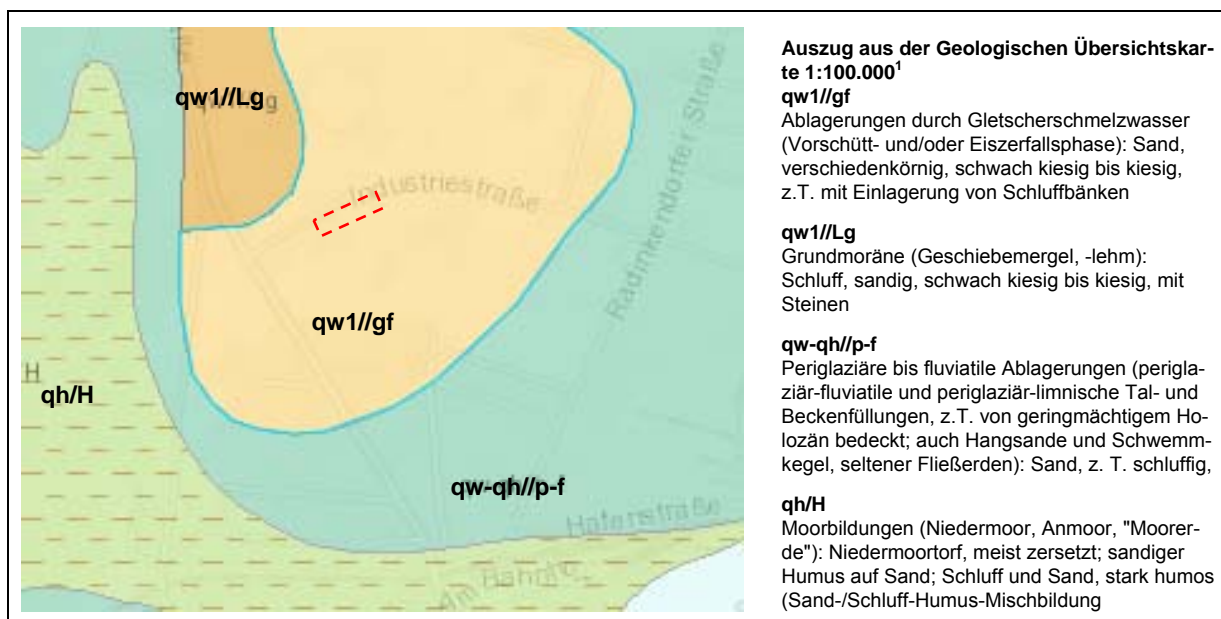 qw1//Lg
Industriestraße
Radinkendorfer Straße
qw1//gf
H
qh/H
qw-qh//p-f
Hafenstraße
Am Bahnho
Auszug aus der Geologischen Übersichtskar-
te 1:100.000¹
qw1//gf
Ablagerungen durch Gletscherschmelzwasser
(Vorschütt- und/oder Eiszerfallsphase): Sand,
verschiedenkörnig, schwach kiesig bis kiesig,
z.T. mit Einlagerung von Schluffbänken
qw1//Lg
Grundmoräne (Geschiebemergel, -lehm):
Schluff, sandig, schwach kiesig bis kiesig, mit
Steinen
qw-qh//p-f
Periglaziäre bis fluviatile Ablagerungen (perigla-
ziär-fluviatile und periglaziär-limnische Tal- und
Beckenfüllungen, z.T. von geringmächtigem Ho-
lozän bedeckt; auch Hangsande und Schwemm-
kegel, seltener Fließerden): Sand, z. T. schluffig,
qh/H
Moorbildungen (Niedermoor, Anmoor, "Moorer-
de"): Niedermoortorf, meist zersetzt; sandiger
Humus auf Sand; Schluff und Sand, stark humos
(Sand-/Schluff-Humus-Mischbildung